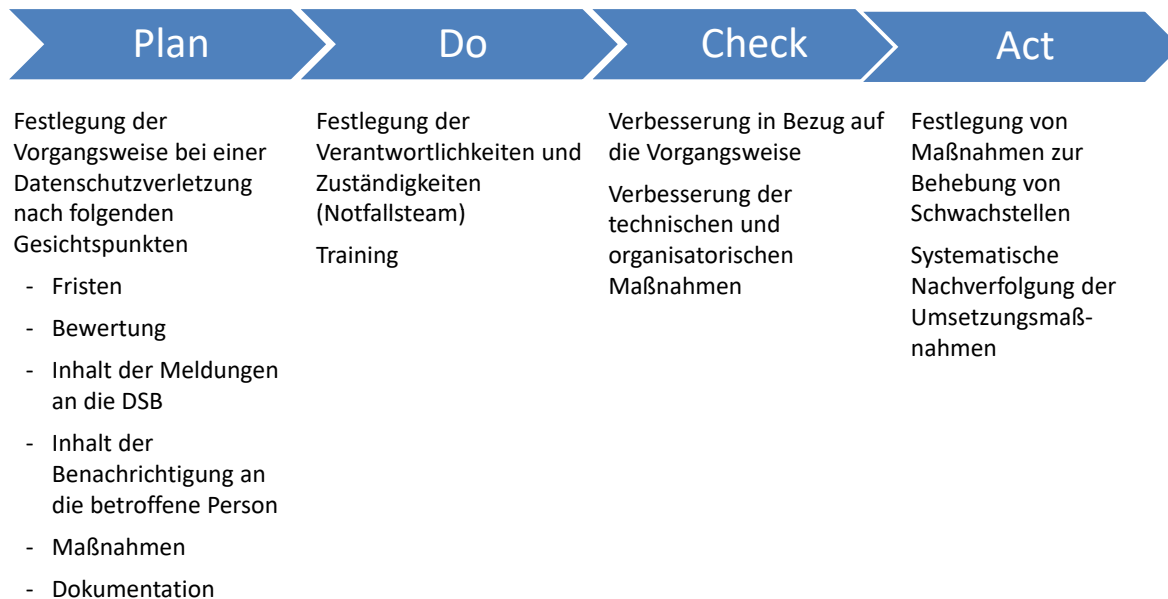 Plan
Do
Check
Act
Festlegung der
Vorgangsweise bei einer
Datenschutzverletzung
nach folgenden
Gesichtspunkten
- Fristen
- Bewertung
- Inhalt der Meldungen
an die DSB
- Inhalt der
Benachrichtigung an
die betroffene Person
- Maßnahmen
- Dokumentation
Festlegung der
Verantwortlichkeiten und
Zuständigkeiten
(Notfallsteam)
Training
Verbesserung in Bezug auf
die Vorgangsweise
Verbesserung der
technischen und
organisatorischen
Maßnahmen
Festlegung von
Maßnahmen zur
Behebung von
Schwachstellen
Systematische
Nachverfolgung der
Umsetzungsmaß-
nahmen